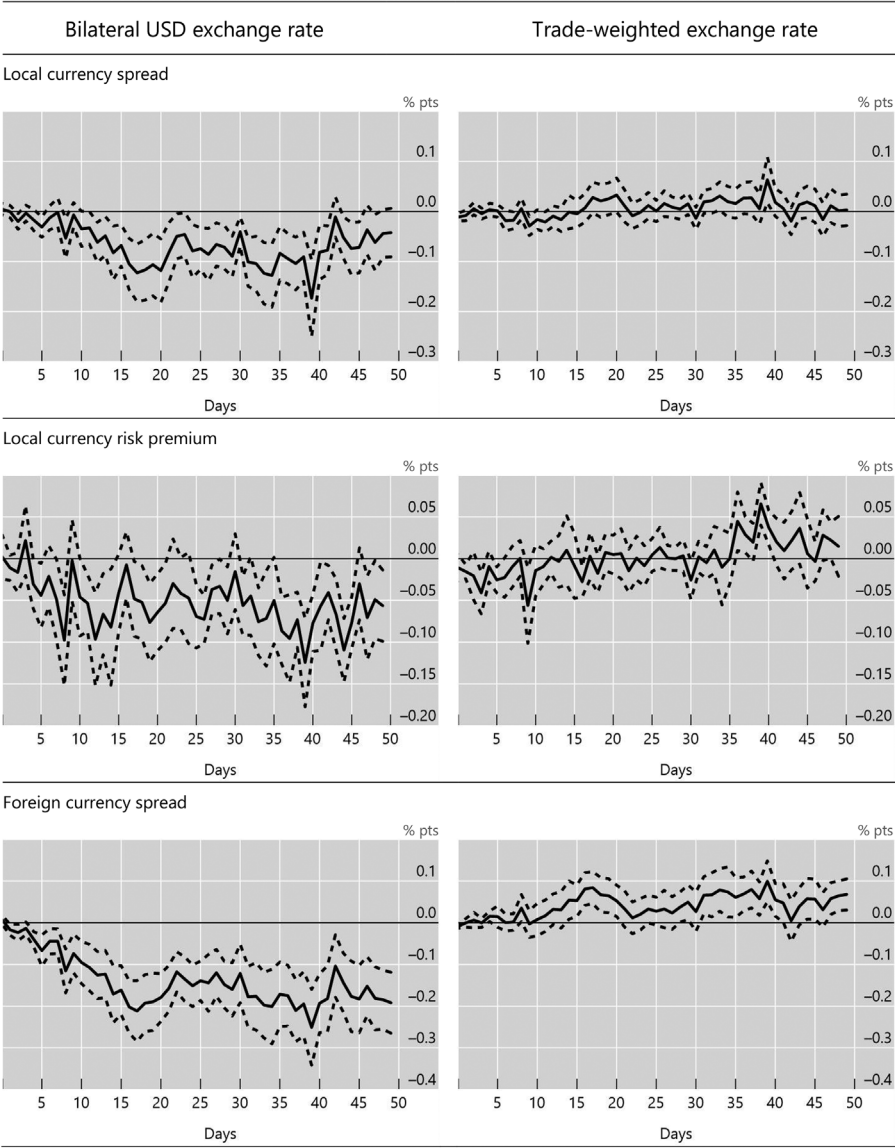 Bilateral USD exchange rate Trade-weighted exchange rate
Local currency spread
% pts % pts
0.1 0.1
0.0 0.0
–0.1 –0.1
–0.2 –0.2
–0.3 –0.3
5 10 15 20 25 30 35 40 45 50 5 10 15 20 25 30 35 40 45 50
Days Days
Local currency risk premium
% pts % pts
0.05 0.05
0.00 0.00
–0.05 –0.05
–0.10 –0.10
–0.15 –0.15
–0.20 –0.20
5 10 15 20 25 30 35 40 45 50 5 10 15 20 25 30 35 40 45 50
Days Days
Foreign currency spread
% pts % pts
0.1 0.1
0.0 0.0
–0.1 –0.1
–0.2 –0.2
–0.3 –0.3
–0.4 –0.4
5 10 15 20 25 30 35 40 45 50 5 10 15 20 25 30 35 40 45 50
Days Days